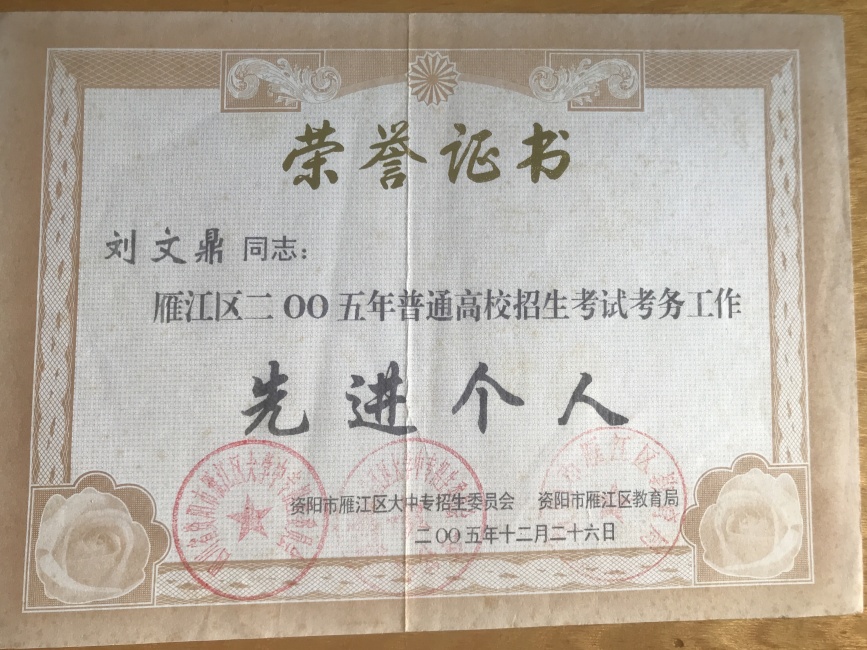 荣誉证书
刘文鼎 同志：
雁江区二OO五年普通高校招生考试考务工作
先进个人
资阳市雁江区大中专招生委员会 资阳市雁江区教育局
二OO五年十二月二十六日